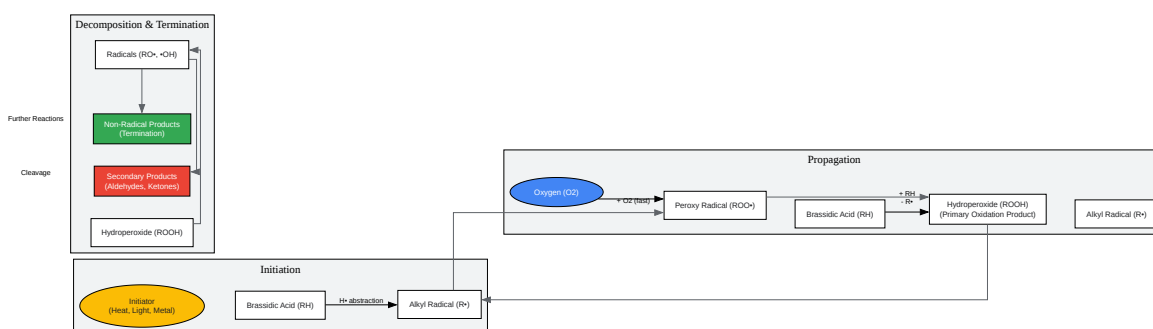 Decomposition & Termination
Radicals (RO•, •OH)
Further Reactions
Non-Radical Products
(Termination)
Cleavage
Secondary Products
(Aldehydes, Ketones)
Hydroperoxide (ROOH)
Propagation
Oxygen (O2)
+ O2 (fast)
Peroxy Radical (ROO•)
+ RH
- R•
Brassidic Acid (RH)
Hydroperoxide (ROOH)
(Primary Oxidation Product)
Alkyl Radical (R•)
Initiation
Initiator
(Heat, Light, Metal)
Brassidic Acid (RH)
H• abstraction
Alkyl Radical (R•)